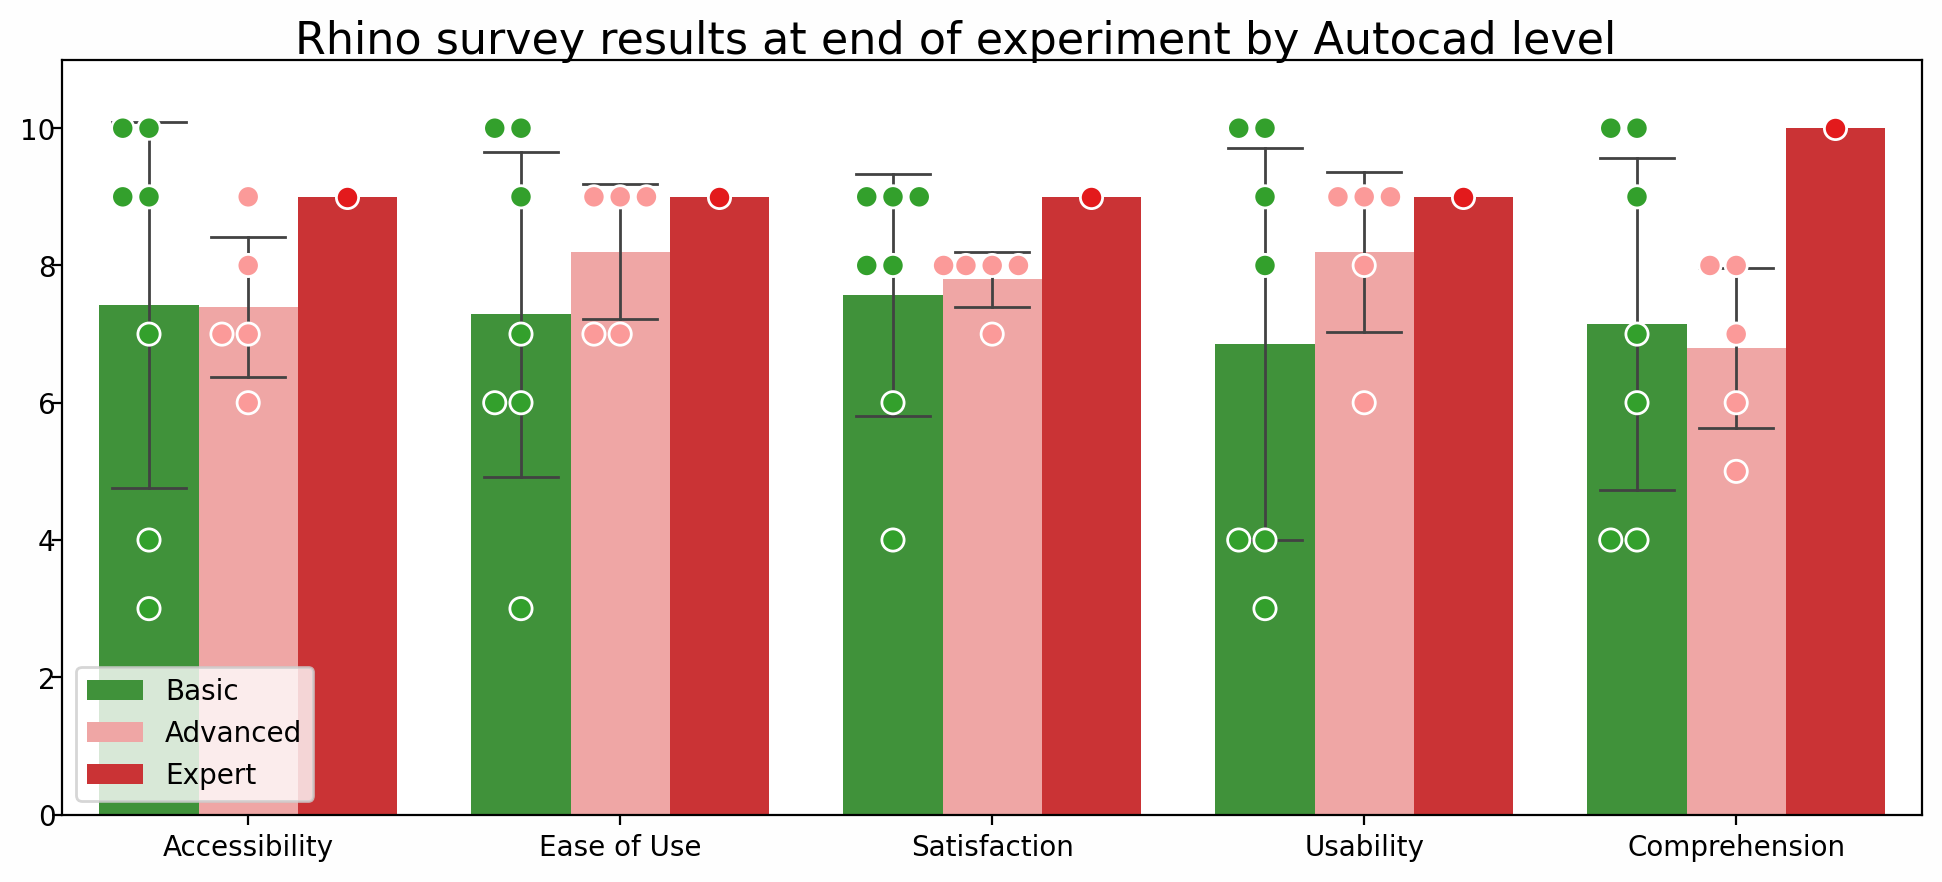 Rhino survey results at end of experiment by Autocad level
10
8
6
4
2
0
Basic
Advanced
Expert
Accessibility
Ease of Use
Satisfaction
Usability
Comprehension